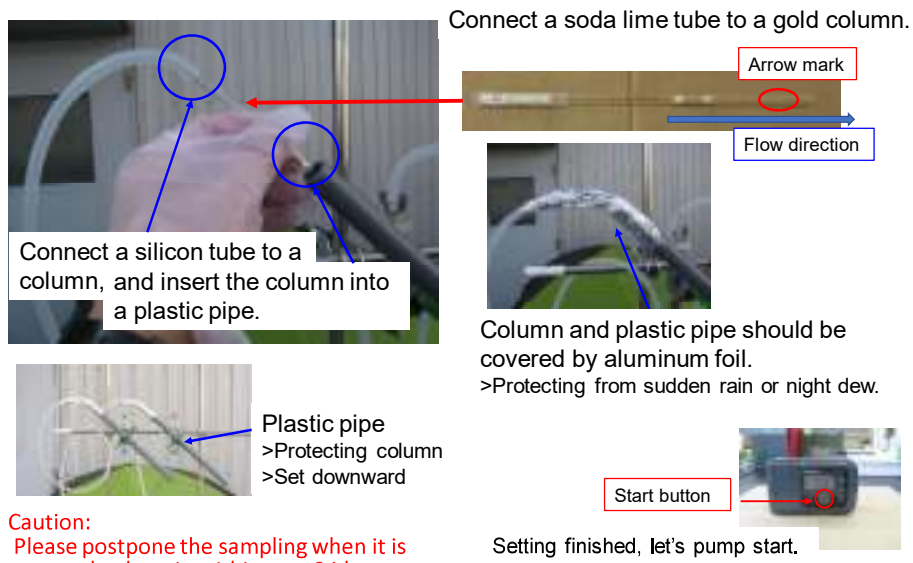 Connect a soda lime tube to a gold column.
Arrow mark
Flow direction
Connect a silicon tube to a
column, and insert the column into
a plastic pipe.
Column and plastic pipe should be
covered by aluminum foil.
>Protecting from sudden rain or night dew.
Plastic pipe
>Protecting column
>Set downward
Start button
Setting finished, let's pump start.
Caution:
Please postpone the sampling when it is